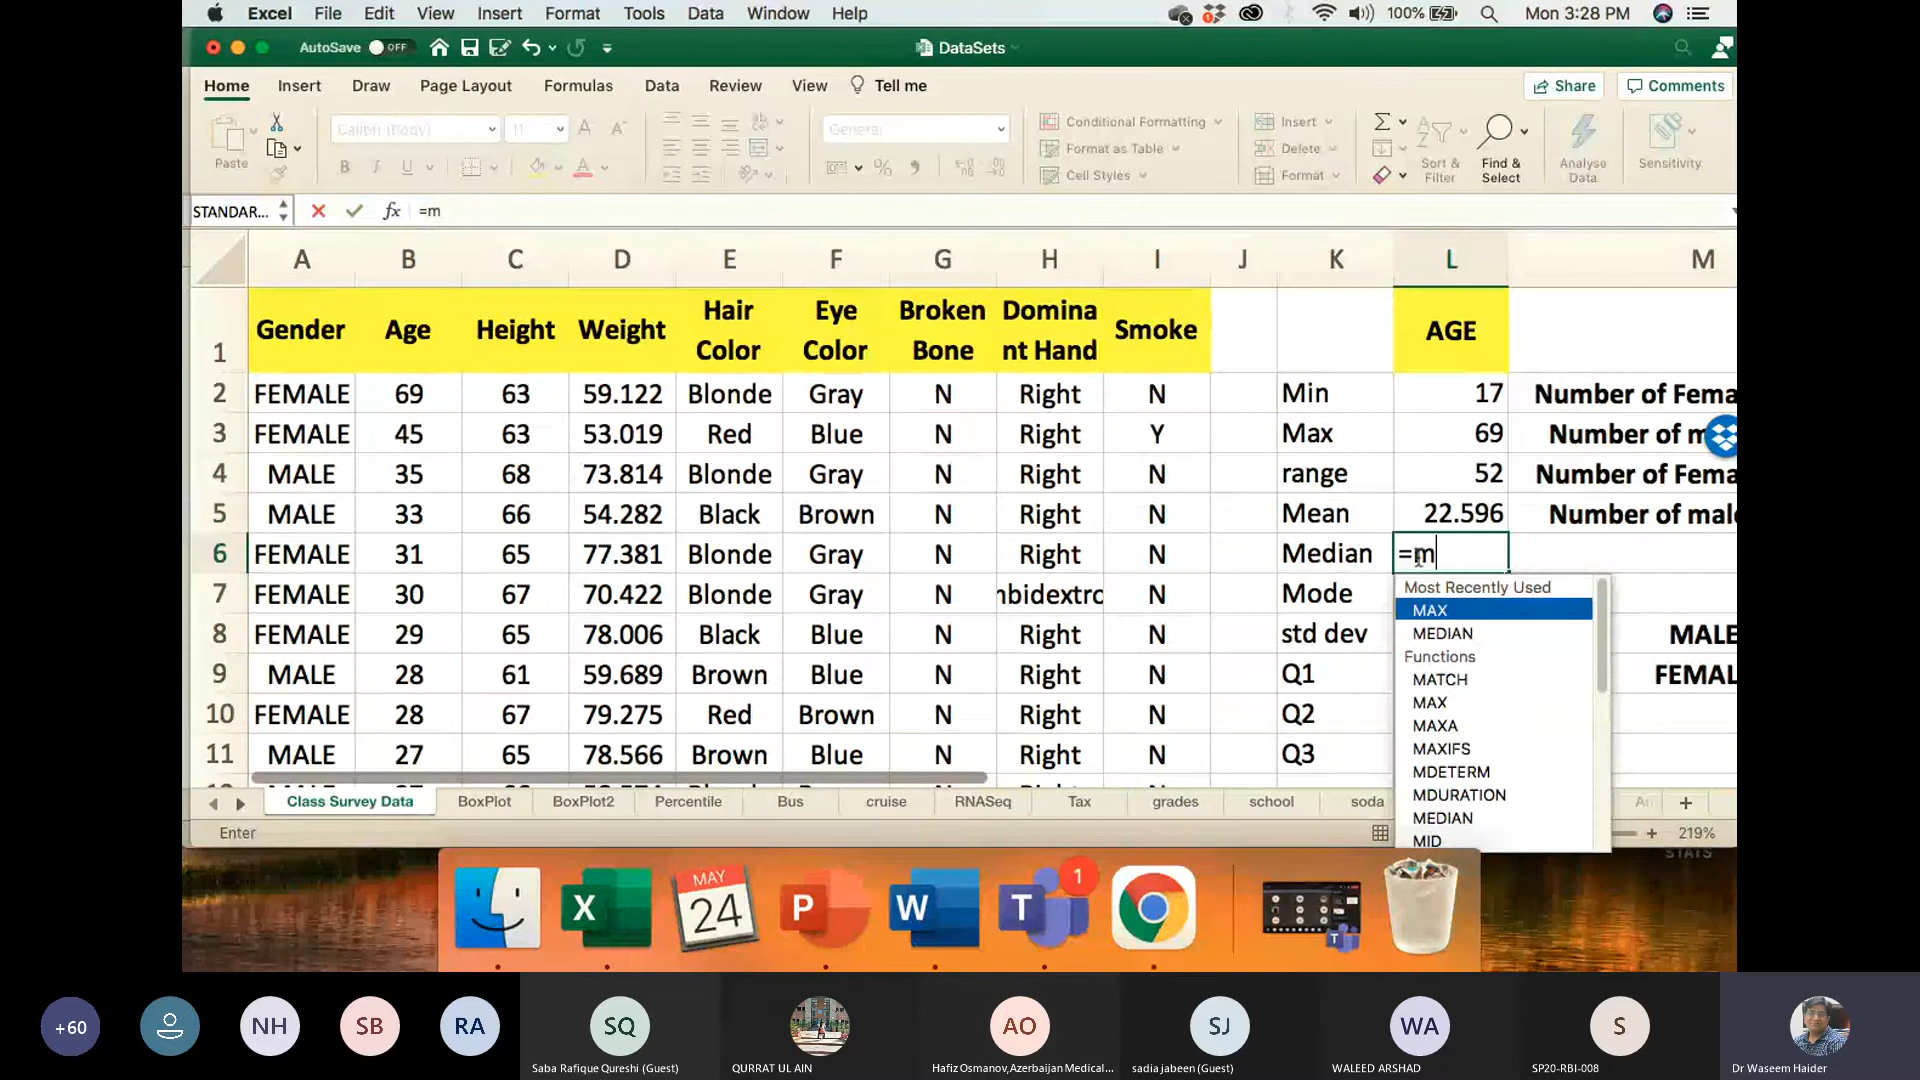 Excel File Edit View Insert Format Tools Data Window Help 100% Mon 3:28 PM
AutoSave OFF DataSets
Home Insert Draw Page Layout Formulas Data Review View Tell me Share Comments
Calibri (Body) 11 General Conditional Formatting Insert
Format as Table Delete
Paste Cell Styles Format Sort & Filter Find & Select Analyse Data Sensitivity
STANDAR... fx =m
A B C D E F G H I J K L M
1 Gender Age Height Weight Hair Color Eye Color Broken Bone Domina nt Hand Smoke AGE
2 FEMALE 69 63 59.122 Blonde Gray N Right N Min 17 Number of Fema
3 FEMALE 45 63 53.019 Red Blue N Right Y Max 69 Number of m
4 MALE 35 68 73.814 Blonde Gray N Right N range 52 Number of Fema
5 MALE 33 66 54.282 Black Brown N Right N Mean 22.596 Number of male
6 FEMALE 31 65 77.381 Blonde Gray N Right N Median =m
7 FEMALE 30 67 70.422 Blonde Gray N nbidextro N Mode
8 FEMALE 29 65 78.006 Black Blue N Right N std dev MALE
9 MALE 28 61 59.689 Brown Blue N Right N Q1 FEMAL
10 FEMALE 28 67 79.275 Red Brown N Right N Q2
11 MALE 27 65 78.566 Brown Blue N Right N Q3
Most Recently Used
MAX
MEDIAN
Functions
MATCH
MAX
MAXA
MAXIFS
MDETERM
MDURATION
MEDIAN
MID
Class Survey Data BoxPlot BoxPlot2 Percentile Bus cruise RNASeq Tax grades school soda
Enter 219%
STATS
MAY
24
X P W T 1
T
+60 NH SB RA SQ AO SJ WA S
Saba Rafique Qureshi (Guest) QURRAT UL AIN Hafiz Osmanov,Azerbaijan Medical... sadia jabeen (Guest) WALEED ARSHAD SP20-RBI-008 Dr Waseem Haider